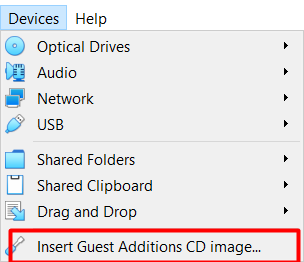 Devices Help
Optical Drives
Audio
Network
USB
Shared Folders
Shared Clipboard
Drag and Drop
Insert Guest Additions CD image...